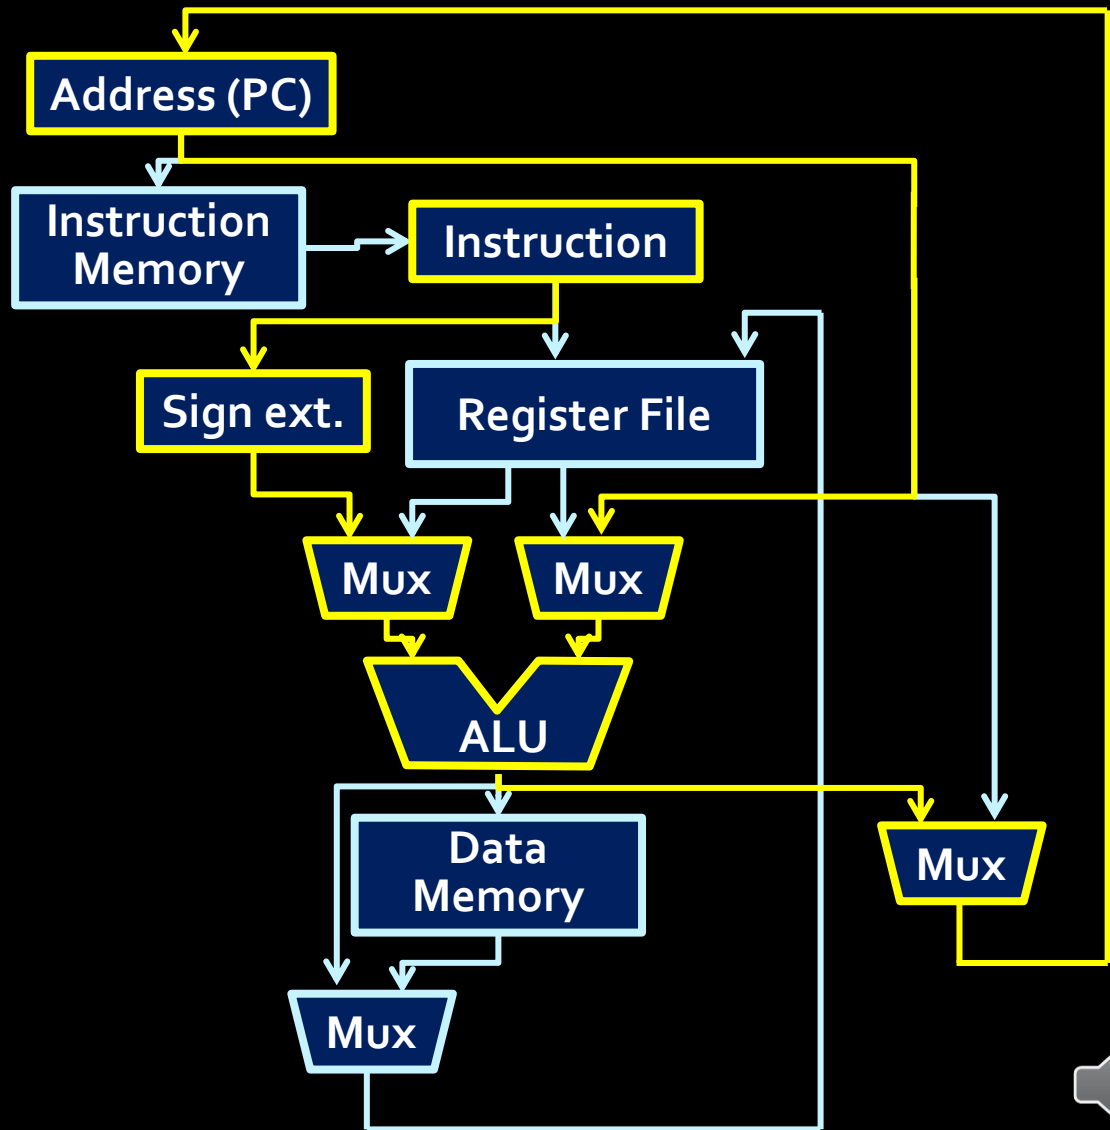 Address (PC)
Instruction
Memory
Instruction
Sign ext.
Register File
Mux
Mux
ALU
Data
Memory
Mux
Mux